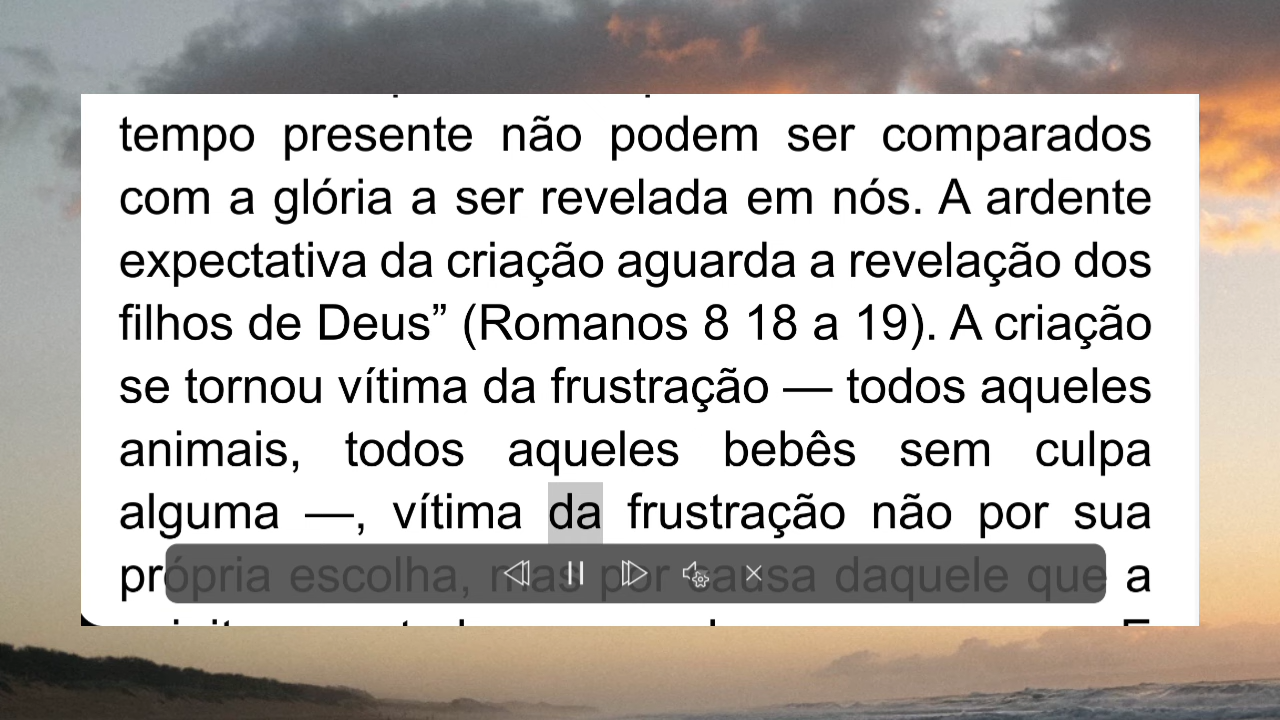 tempo presente não podem ser comparados
com a glória a ser revelada em nós. A ardente
expectativa da criação aguarda a revelação dos
filhos de Deus” (Romanos 8 18 a 19). A criação
se tornou vítima da frustração — todos aqueles
animais, todos aqueles bebês sem culpa
alguma —, vítima da frustração não por sua
própria escolha, mas por causa daquele que a